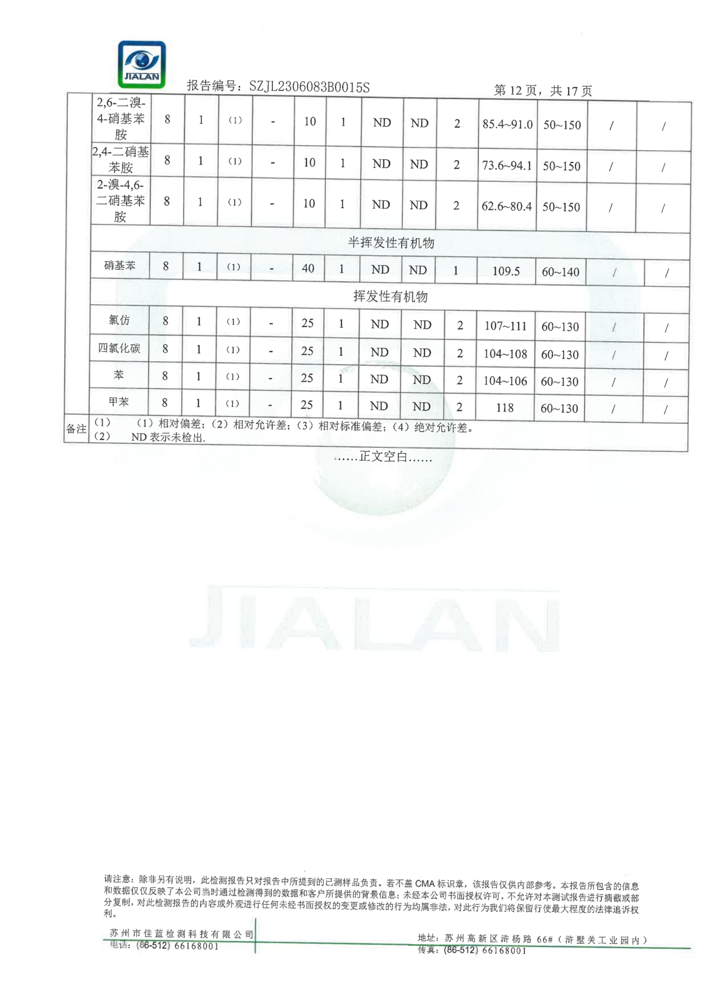 JIALAN
报告编号：SZJL2306083B0015S 第 12 页，共 17 页
2,6-二溴-
4-硝基苯
胺 8 1 （1） - 10 1 ND ND 2 85.4~91.0 50~150 / /
2,4-二硝基
苯胺 8 1 （1） - 10 1 ND ND 2 73.6~94.1 50~150 / /
2-溴-4,6-
二硝基苯
胺 8 1 （1） - 10 1 ND ND 2 62.6~80.4 50~150 / /
半挥发性有机物
硝基苯 8 1 （1） - 40 1 ND ND 1 109.5 60~140 / /
挥发性有机物
氯仿 8 1 （1） - 25 1 ND ND 2 107~111 60~130 / /
四氯化碳 8 1 （1） - 25 1 ND ND 2 104~108 60~130 / /
苯 8 1 （1） - 25 1 ND ND 2 104~106 60~130 / /
甲苯 8 1 （1） - 25 1 ND ND 2 118 60~130 / /
备注 （1） （1）相对偏差；（2）相对允许差；（3）相对标准偏差；（4）绝对允许差。
（2） ND 表示未检出.
……正文空白……
JIALAN
请注意：除非另有说明，此检测报告只对报告中所提到的已测样品负责。若不盖 CMA 标识章，该报告仅供内部参考。本报告所包含的信息
和数据仅仅反映了本公司当时通过检测得到的数据和客户所提供的背景信息；未经本公司书面授权许可，不允许对本测试报告进行摘截或部
分复制，对此检测报告的内容或外观进行任何未经书面授权的变更或修改的行为均属非法，对此行为我们将保留行使最大程度的法律追诉权
利。
苏州市佳蓝检测科技有限公司 地址：苏州高新区浒杨路 66#（浒墅关工业园内）
电话：(86-512) 66168001 传真：(86-512) 66168001